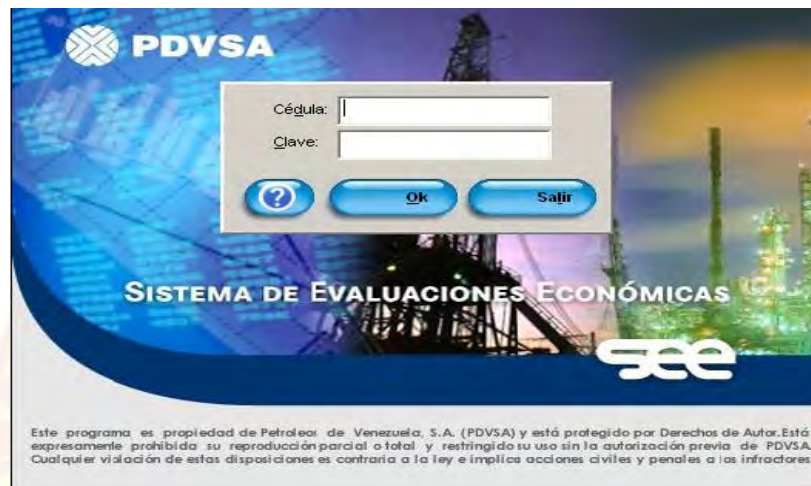 PDVSA
Cédula:
Clave:
?
Ok
Salir
SISTEMA DE EVALUACIONES ECONÓMICAS
see
Este programa es propiedad de Petroleos de Venezuela, S.A. (PDVSA) y está protegido por Derechos de Autor.Está
expresamente prohibida su reproducción parcial o total y restringido su uso sin la autorización previa de PDVSA.
Cualquier violación de estas disposiciones es contraria a la ley e implica acciones civiles y penales a los infractores